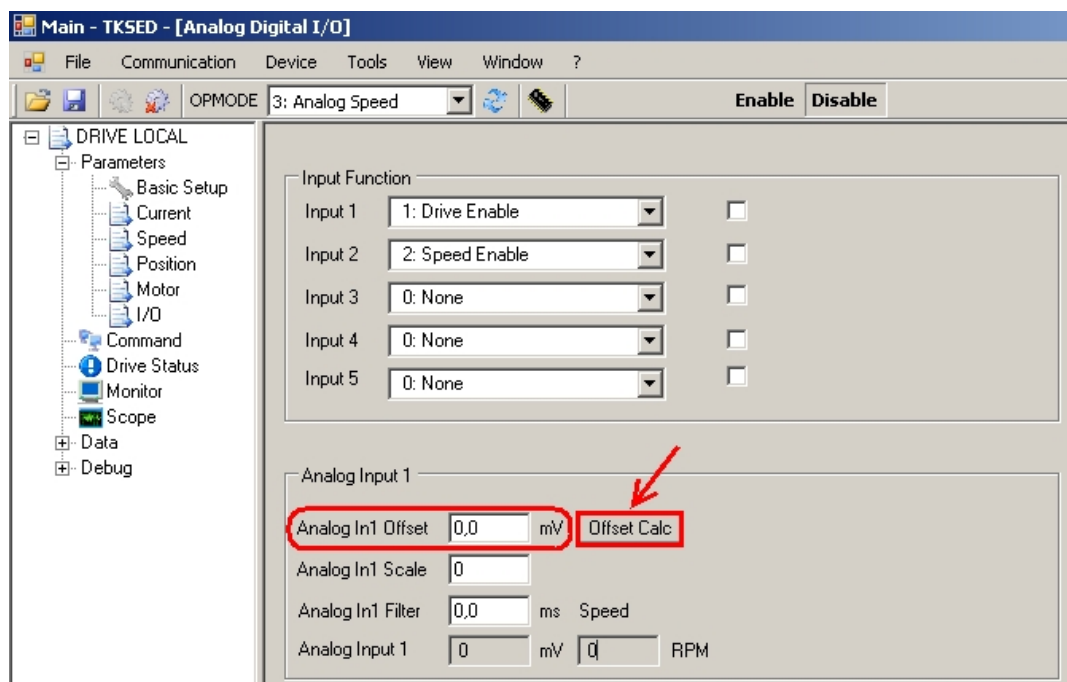 Main - TKSED - [Analog Digital I/O]
File Communication Device Tools View Window ?
OPMODE 3: Analog Speed Enable Disable
DRIVE LOCAL
Parameters
Basic Setup
Current
Speed
Position
Motor
I/O
Command
Drive Status
Monitor
Scope
Data
Debug
Input Function
Input 1 1: Drive Enable
Input 2 2: Speed Enable
Input 3 0: None
Input 4 0: None
Input 5 0: None
Analog Input 1
Analog In1 Offset 0,0 mV Offset Calc
Analog In1 Scale 0
Analog In1 Filter 0,0 ms Speed
Analog Input 1 0 mV 0 RPM